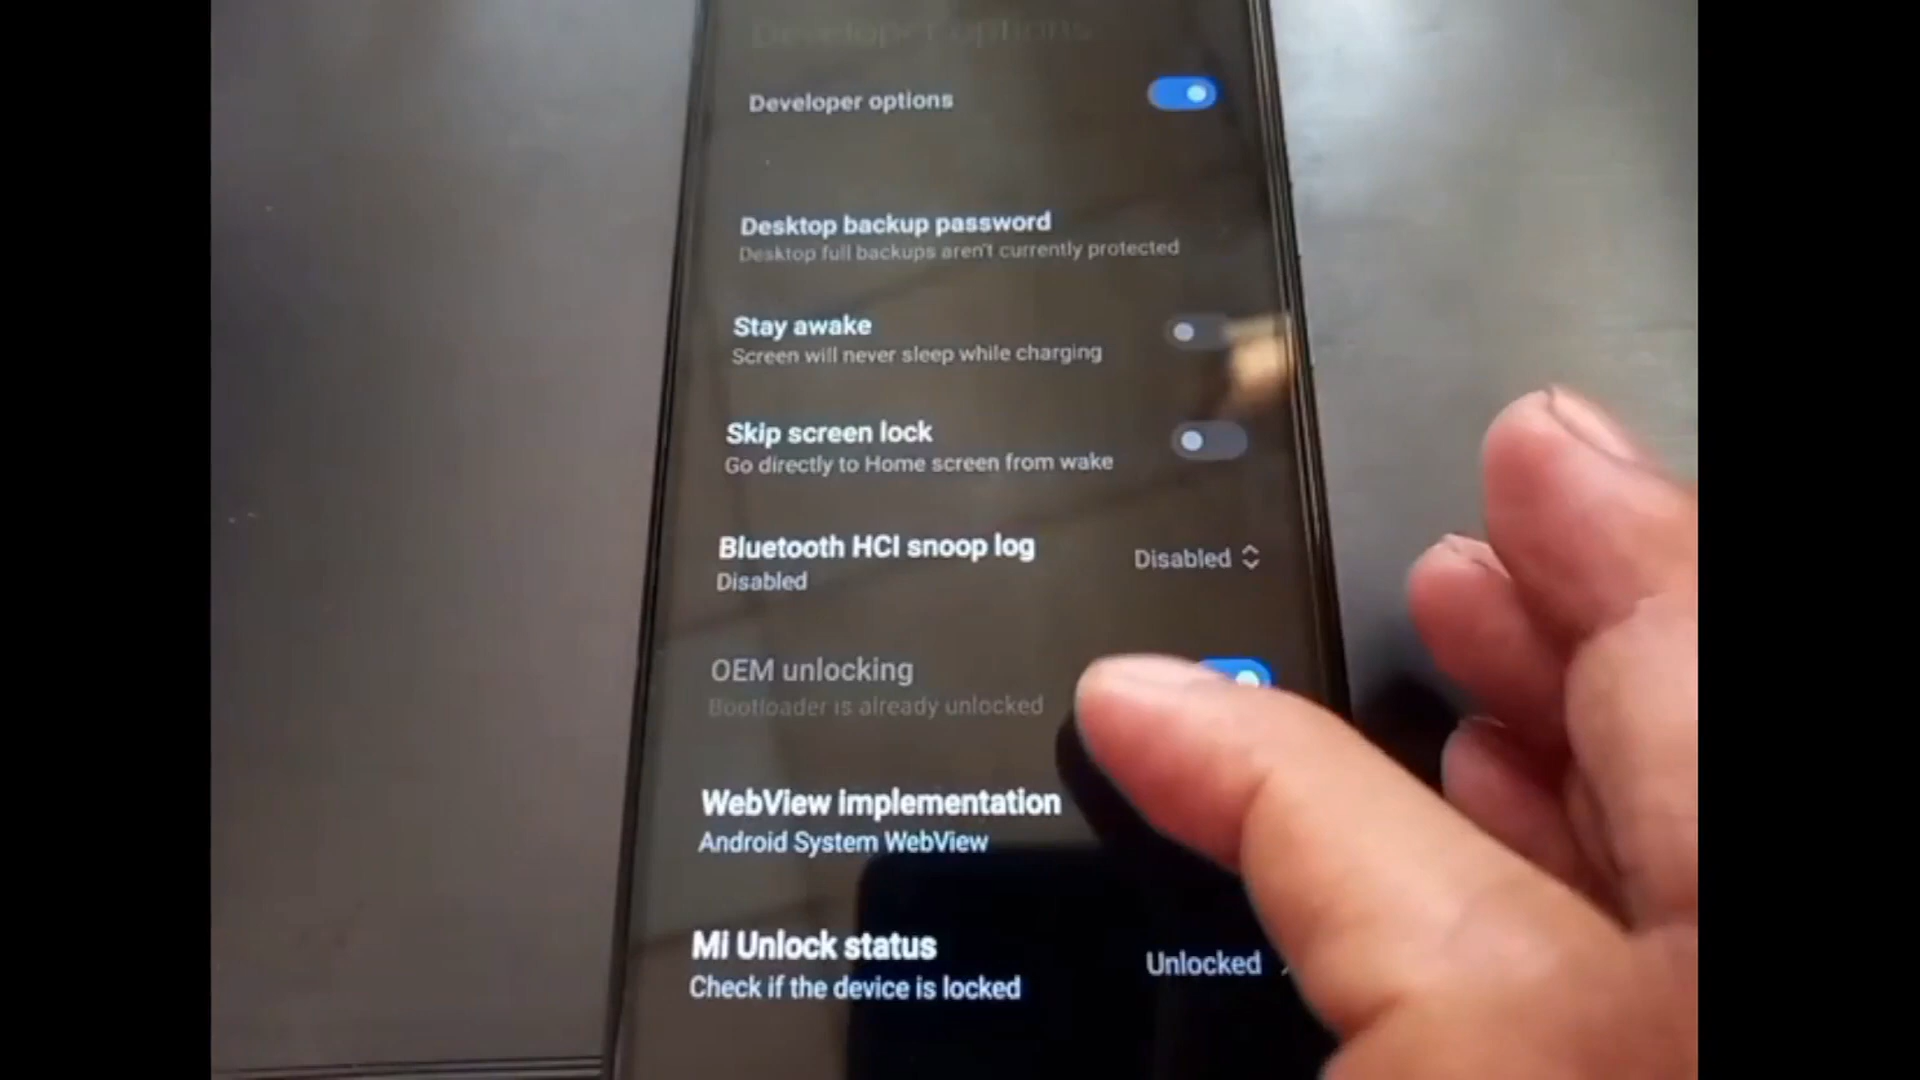 Developer options
Developer options
Desktop backup password
Desktop full backups aren't currently protected
Stay awake
Screen will never sleep while charging
Skip screen lock
Go directly to Home screen from wake
Bluetooth HCI snoop log
Disabled
Disabled
OEM unlocking
Bootloader is already unlocked
WebView implementation
Android System WebView
Mi Unlock status
Unlocked
Check if the device is locked